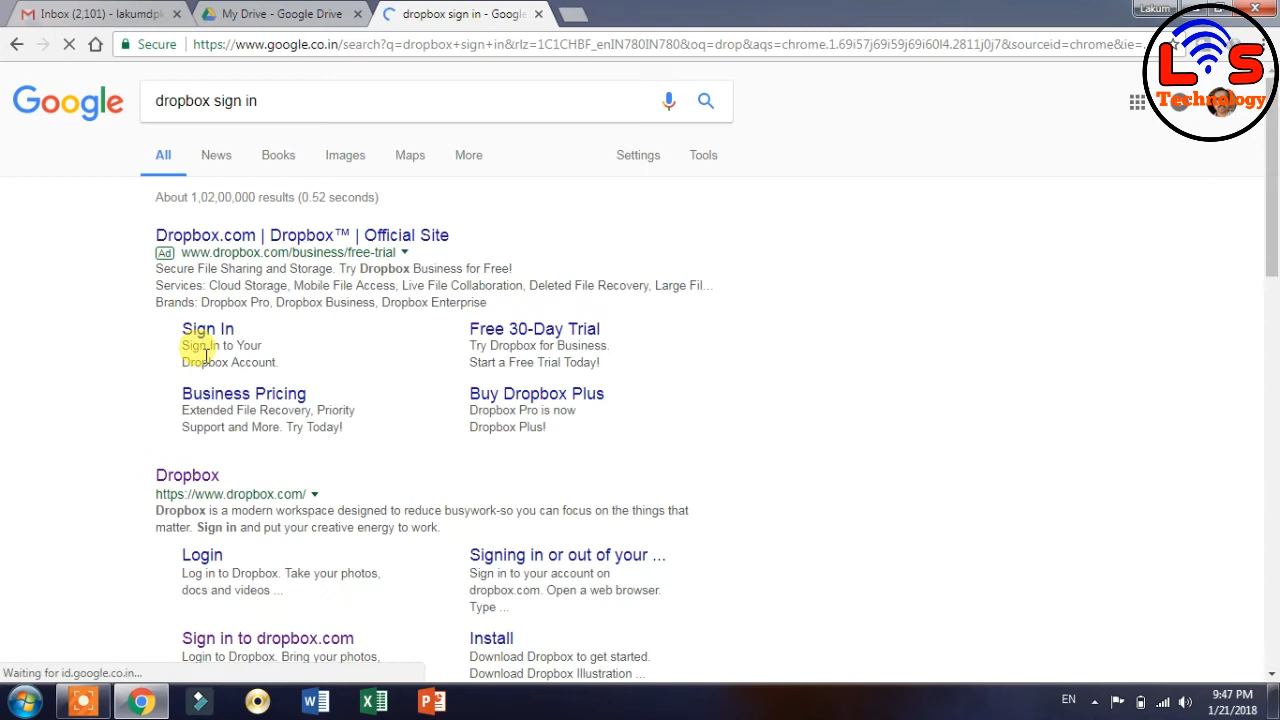 Inbox (2,101) - lakumdpk
My Drive - Google Drive
dropbox sign in - Google
Lakum
Secure
https://www.google.co.in/search?q=dropbox+sign
rlz=1C1CHBF_enIN780IN780&oq=drop&aqs=chrome.1.69i57j69i59j69i60l4.2811j0j7&sourceid=chrome&ie=...
LS
Technology
Google
dropbox sign in
All News Books Images Maps More Settings Tools
About 1,02,00,000 results (0.52 seconds)
Dropbox.com | Dropbox™ | Official Site
Ad www.dropbox.com/business/free-trial
Secure File Sharing and Storage. Try Dropbox Business for Free!
Services: Cloud Storage, Mobile File Access, Live File Collaboration, Deleted File Recovery, Large Fil...
Brands: Dropbox Pro, Dropbox Business, Dropbox Enterprise
Sign In
Sign In to Your
Dropbox Account.
Free 30-Day Trial
Try Dropbox for Business.
Start a Free Trial Today!
Business Pricing
Extended File Recovery, Priority
Support and More. Try Today!
Buy Dropbox Plus
Dropbox Pro is now
Dropbox Plus!
Dropbox
https://www.dropbox.com/
Dropbox is a modern workspace designed to reduce busywork-so you can focus on the things that
matter. Sign in and put your creative energy to work.
Login
Log in to Dropbox. Take your photos,
docs and videos ...
Signing in or out of your ...
Sign in to your account on
dropbox.com. Open a web browser.
Type ...
Sign in to dropbox.com
Login to Dropbox. Bring your photos,
Install
Download Dropbox to get started.
Download Dropbox Illustration ...
Waiting for id.google.co.in...
EN
9:47 PM
1/21/2018